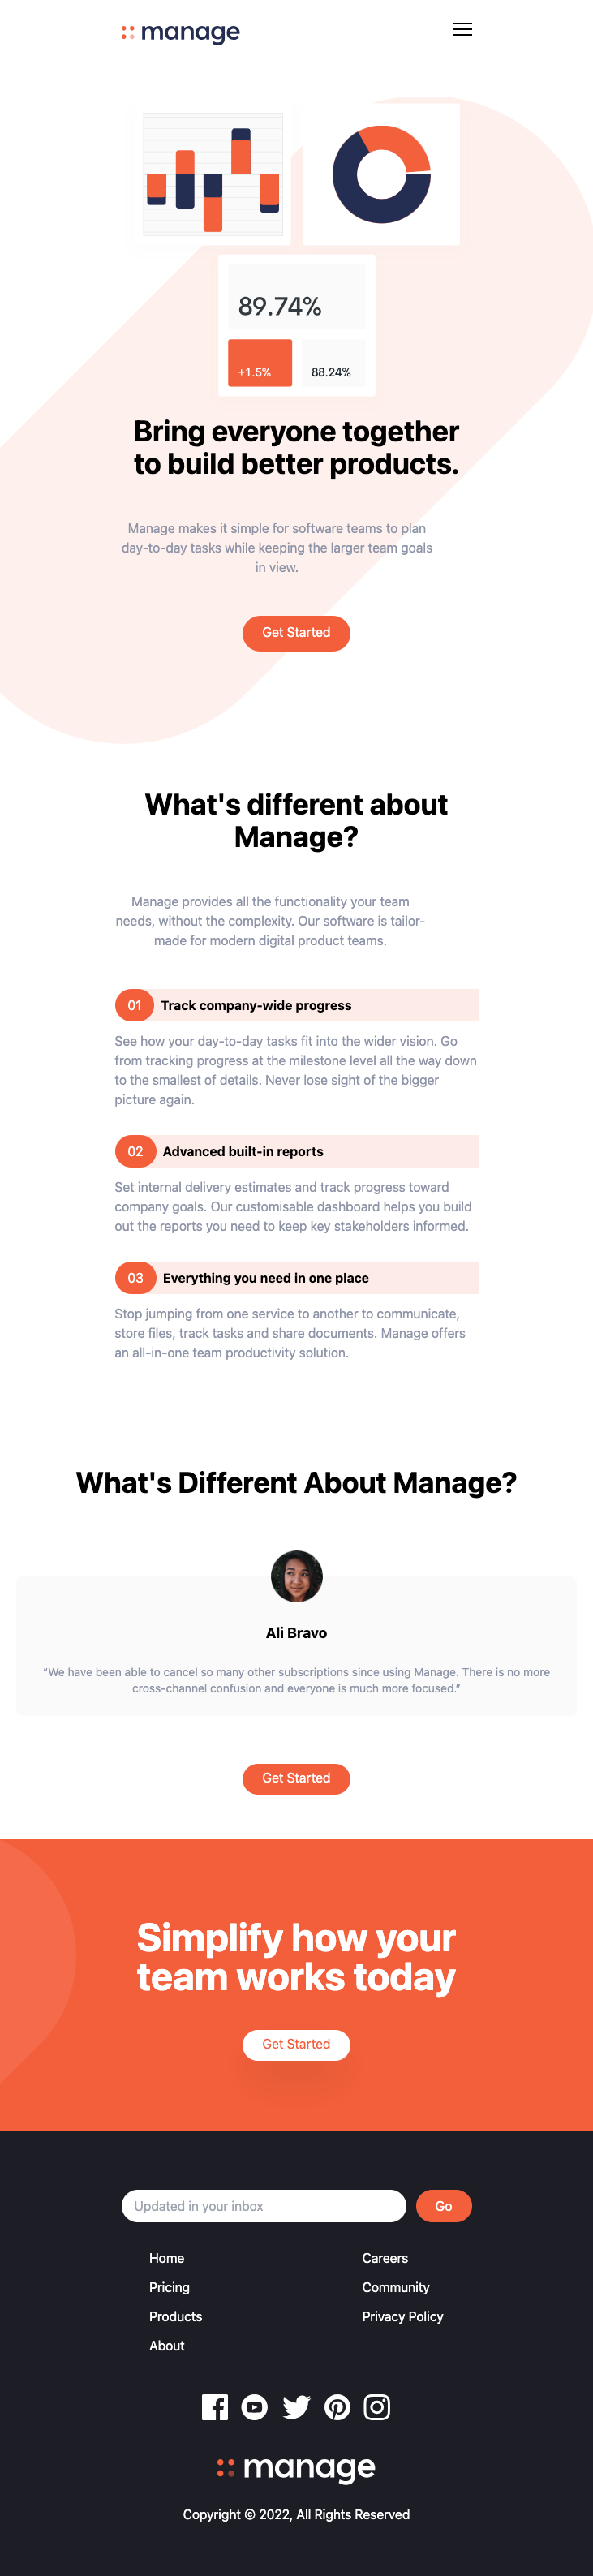 manage
89.74%
+1.5%
88.24%
Bring everyone together
to build better products.
Manage makes it simple for software teams to plan
day-to-day tasks while keeping the larger team goals
in view.
Get Started
What's different about
Manage?
Manage provides all the functionality your team
needs, without the complexity. Our software is tailor-
made for modern digital product teams.
01 Track company-wide progress
See how your day-to-day tasks fit into the wider vision. Go
from tracking progress at the milestone level all the way down
to the smallest of details. Never lose sight of the bigger
picture again.
02 Advanced built-in reports
Set internal delivery estimates and track progress toward
company goals. Our customisable dashboard helps you build
out the reports you need to keep key stakeholders informed.
03 Everything you need in one place
Stop jumping from one service to another to communicate,
store files, track tasks and share documents. Manage offers
an all-in-one team productivity solution.
What's Different About Manage?
Ali Bravo
“We have been able to cancel so many other subscriptions since using Manage. There is no more
cross-channel confusion and everyone is much more focused.”
Get Started
Simplify how your
team works today
Get Started
Updated in your inbox
Go
Home
Pricing
Products
About
Careers
Community
Privacy Policy
manage
Copyright © 2022, All Rights Reserved